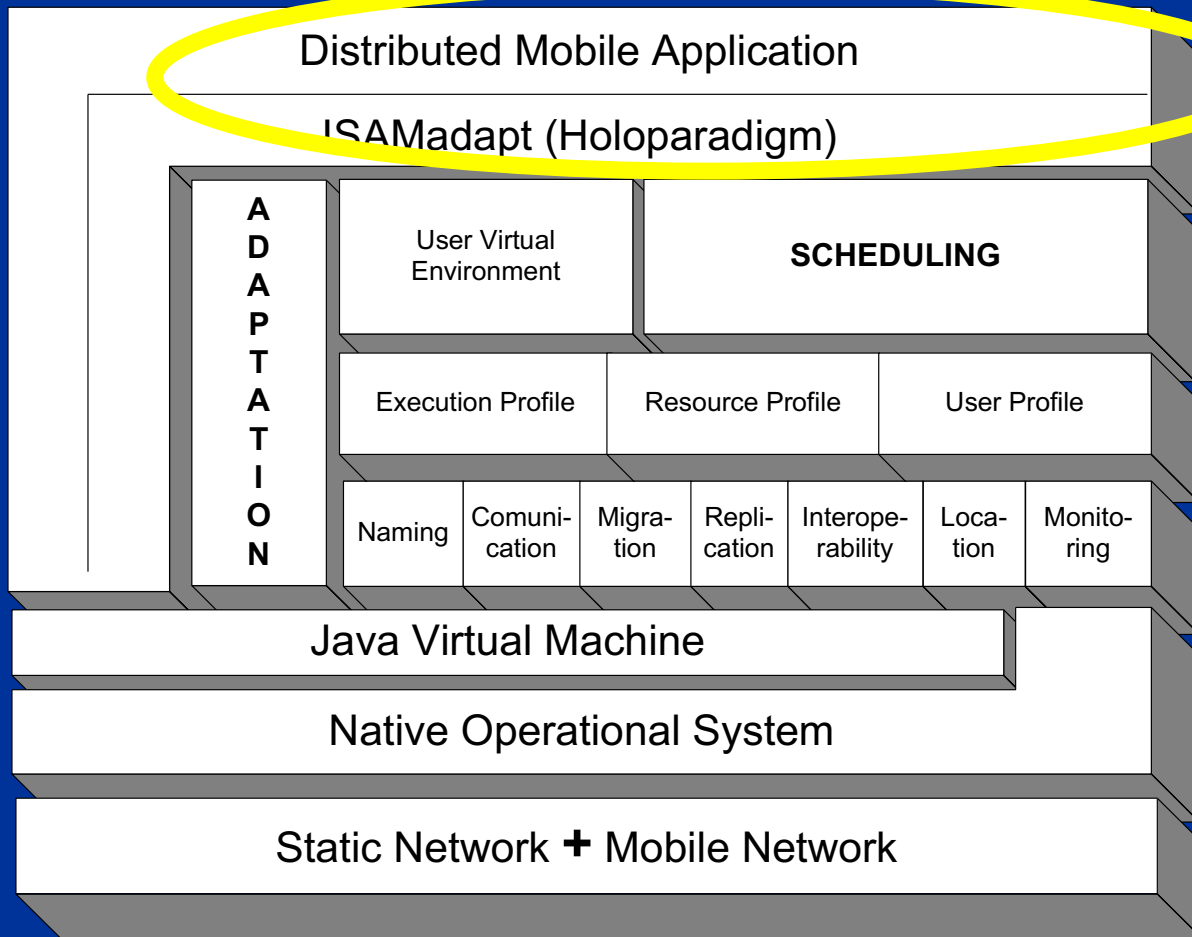 Distributed Mobile Application
ISAMadapt (Holoparadigm)
A
D
A
P
T
A
T
I
O
N
User Virtual
Environment
SCHEDULING
Execution Profile
Resource Profile
User Profile
Naming
Comuni-
cation
Migra-
tion
Repli-
cation
Interope-
rability
Loca-
tion
Monito-
ring
Java Virtual Machine
Native Operational System
Static Network + Mobile Network